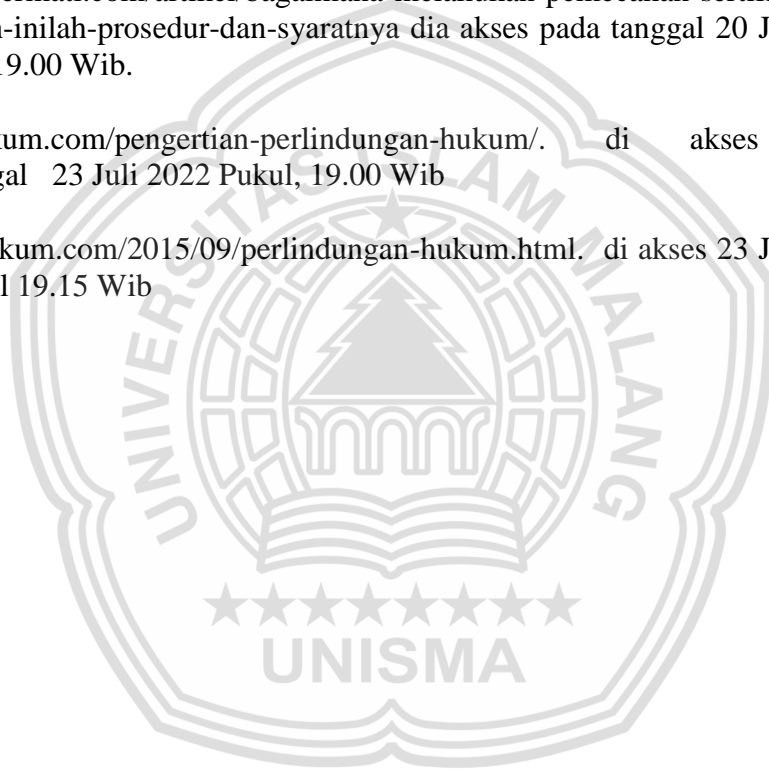 -inilah-prosedur-dan-syaratnya dia akses pada tanggal 20 J
19.00 Wib.
kum.com/pengertian-perlindungan-hukum/. di akses
gal 23 Juli 2022 Pukul, 19.00 Wib
kum.com/2015/09/perlindungan-hukum.html. di akses 23 J
l 19.15 Wib
UNIVERSITAS ISLAM MALANG
UNISMA